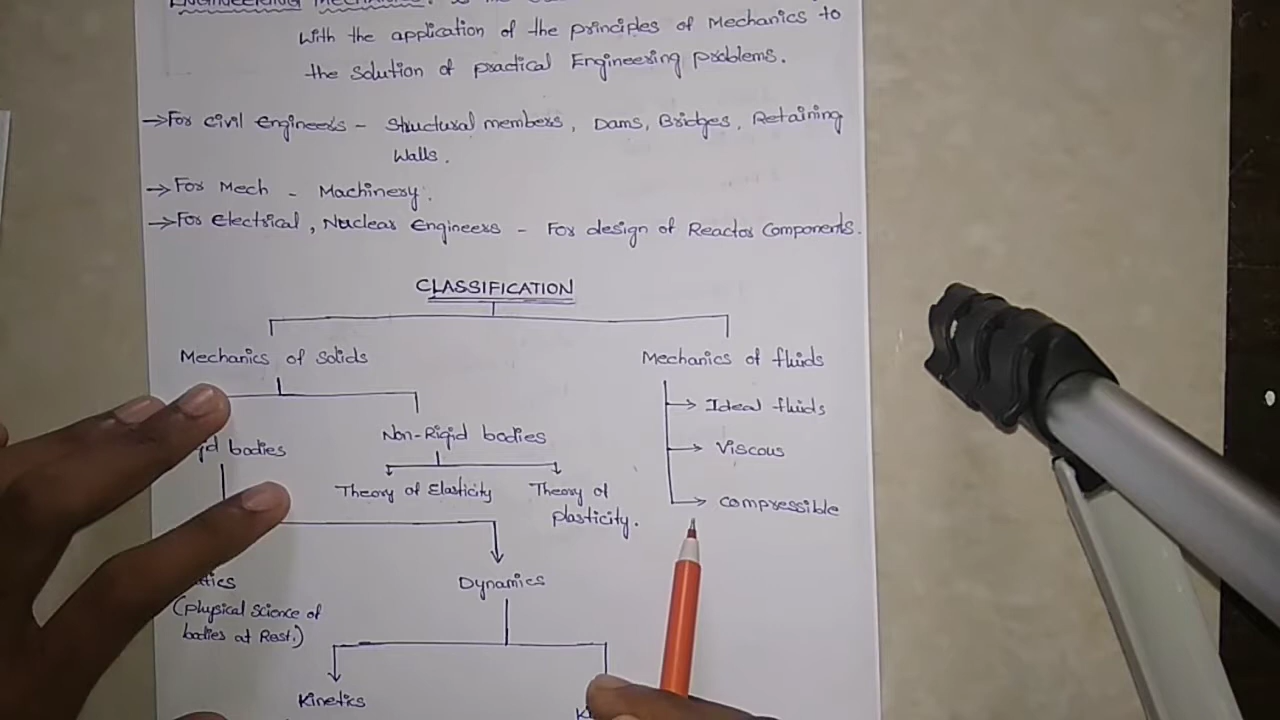 ENGINEERING MECHANICS:
With the application of the principles of Mechanics to
the solution of practical Engineering problems.
→ For civil Engineers - Structural members, Dams, Bridges, Retaining
Walls.
→ For Mech - Machinery.
→ For Electrical, Nuclear Engineers - For design of Reactor Components.
CLASSIFICATION
Mechanics of solids
Mechanics of fluids
→ Ideal fluids
Non-Rigid bodies
bodies
→ Viscous
Theory of Elasticity
Theory of
plasticity.
→ compressible
Dynamics
(physical science of
bodies at Rest.)
Kinetics